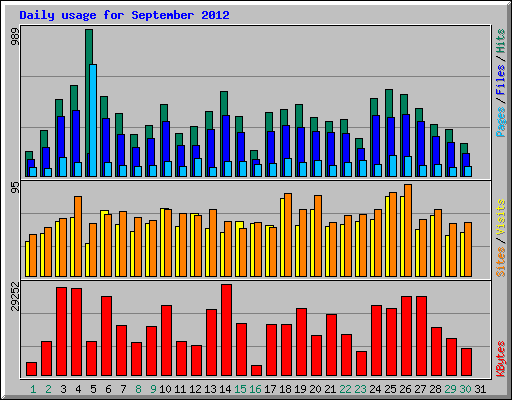 Daily usage for September 2012
989
Pages/Files/Hits
95
Sites/Visits
29252
KBytes
1 2 3 4 5 6 7 8 9 10 11 12 13 14 15 16 17 18 19 20 21 22 23 24 25 26 27 28 29 30 31